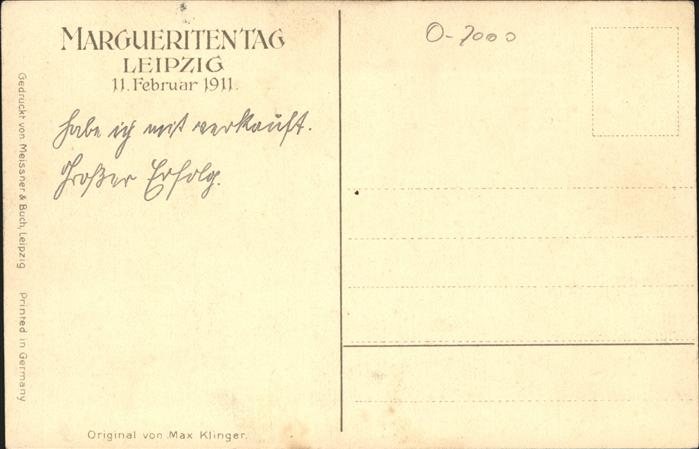 MARGUERITENTAG
LEIPZIG
11. Februar 1911.
habe ich mit verkauft.
Großer Erfolg.
O-7000
Gedruckt von Meissner & Buch, Leipzig
Printed in Germany
Original von Max Klinger.